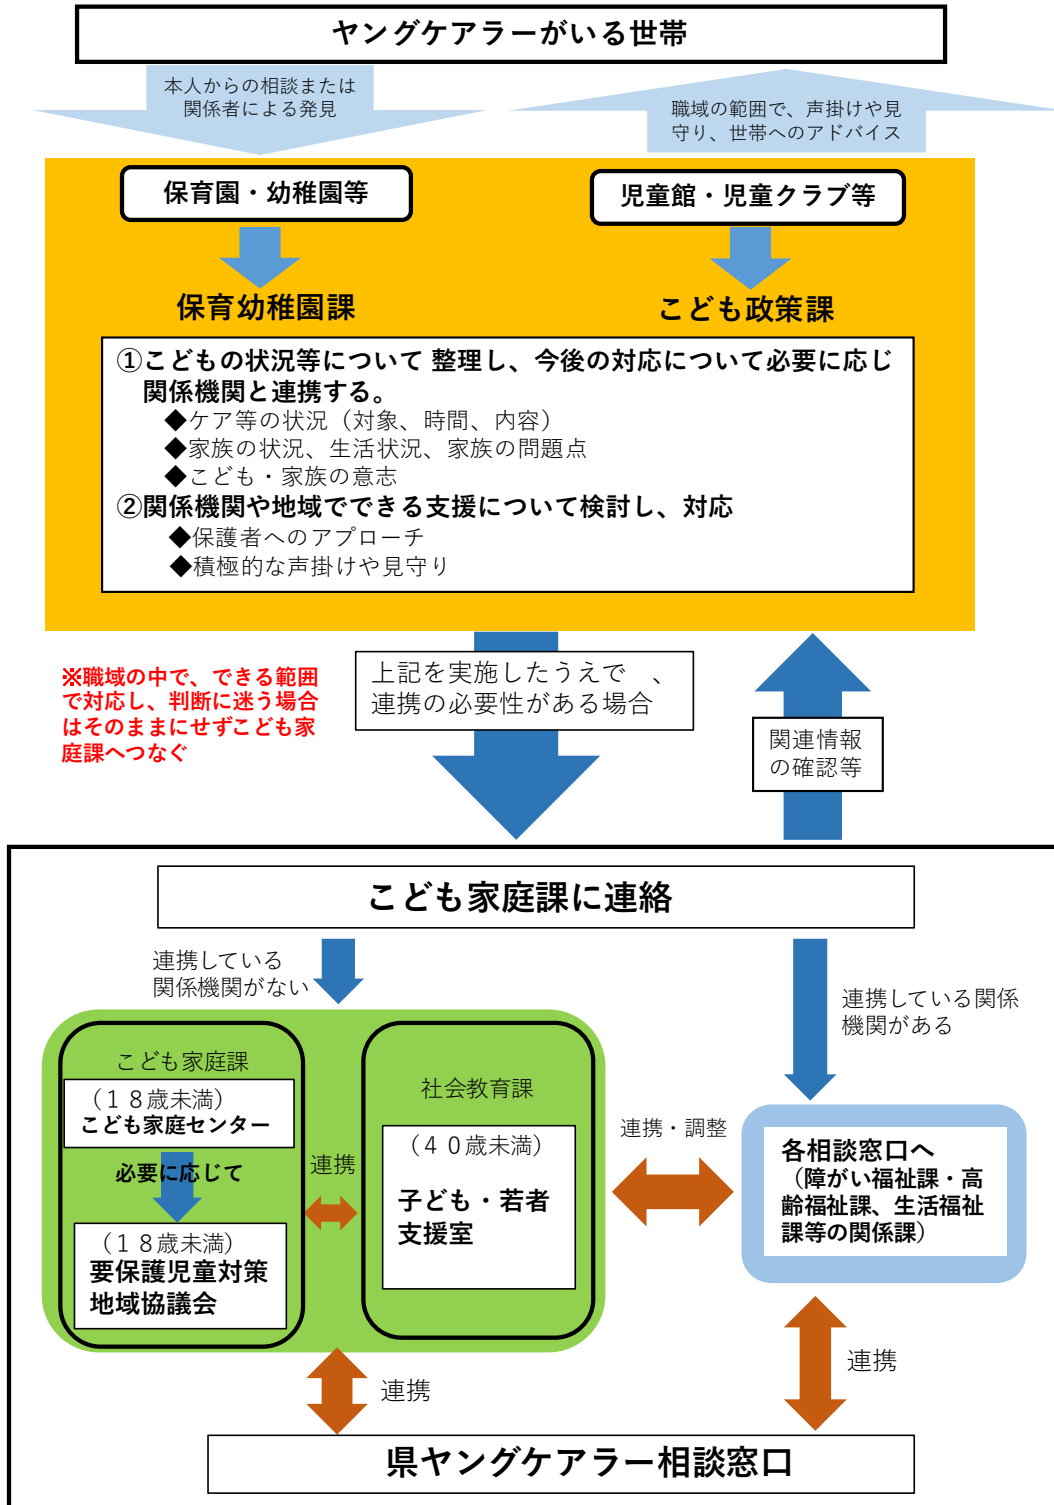 ヤングケアラーがいる世帯
本人からの相談または
関係者による発見
職域の範囲で、声掛けや見
守り、世帯へのアドバイス
保育園・幼稚園等
児童館・児童クラブ等
保育幼稚園課
こども政策課
①こどもの状況等について 整理し、今後の対応について必要に応じ
関係機関と連携する。
◆ケア等の状況（対象、時間、内容）
◆家族の状況、生活状況、家族の問題点
◆こども・家族の意志
②関係機関や地域でできる支援について検討し、対応
◆保護者へのアプローチ
◆積極的な声掛けや見守り
※職域の中で、できる範囲
で対応し、判断に迷う場合
はそのままにせずこども家
庭課へつなぐ
上記を実施したうえで 、
連携の必要性がある場合
関連情報
の確認等
こども家庭課に連絡
連携している
関係機関がない
連携している関係
機関がある
こども家庭課
（１８歳未満）
こども家庭センター
必要に応じて
（１８歳未満）
要保護児童対策
地域協議会
連携
社会教育課
（４０歳未満）
子ども・若者
支援室
連携・調整
各相談窓口へ
（障がい福祉課・高
齢福祉課、生活福祉
課等の関係課）
連携
連携
県ヤングケアラー相談窓口